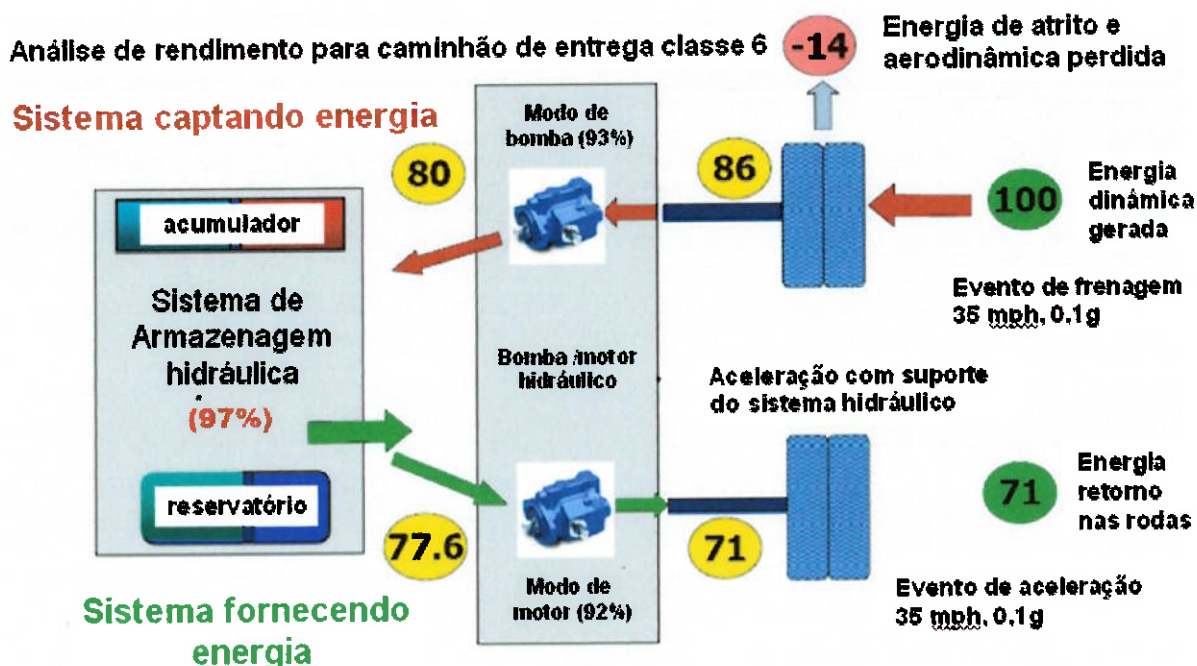 Análise de rendimento para caminhão de entrega classe 6
-14
Energia de atrito e
aerodinâmica perdida
Sistema captando energia
Modo de
bomba (93%)
80
86
100
Energia
dinâmica
gerada
acumulador
Evento de frenagem
35 mph, 0,1g
Sistema de
Armazenagem
hidráulica
(97%)
Bomba /motor
hidráulico
Aceleração com suporte
do sistema hidráulico
reservatório
77.6
71
71
Energia
retorno
nas rodas
Modo de
motor (92%)
Evento de aceleração
35 mph, 0,1g
Sistema fornecendo
energia